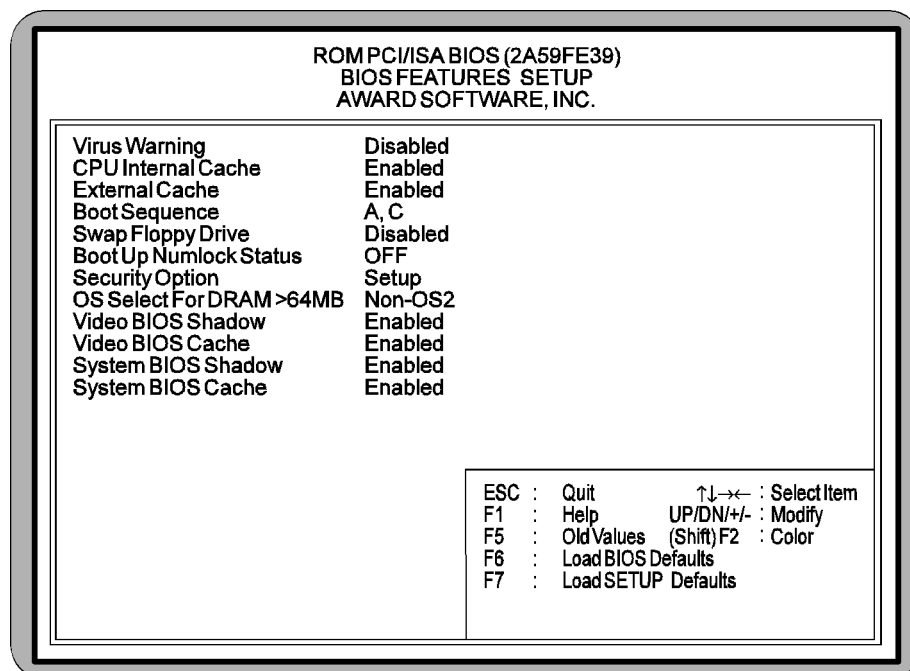 ROM PCI/ISA BIOS (2A59FE39)
BIOS FEATURES SETUP
AWARD SOFTWARE, INC.
Virus Warning Disabled
CPU Internal Cache Enabled
External Cache Enabled
Boot Sequence A, C
Swap Floppy Drive Disabled
Boot Up Numlock Status OFF
Security Option Setup
OS Select For DRAM >64MB Non-OS2
Video BIOS Shadow Enabled
Video BIOS Cache Enabled
System BIOS Shadow Enabled
System BIOS Cache Enabled
ESC : Quit ↑↓→← : Select Item
F1 : Help UP/DN/+/- : Modify
F5 : Old Values (Shift) F2 : Color
F6 : Load BIOS Defaults
F7 : Load SETUP Defaults